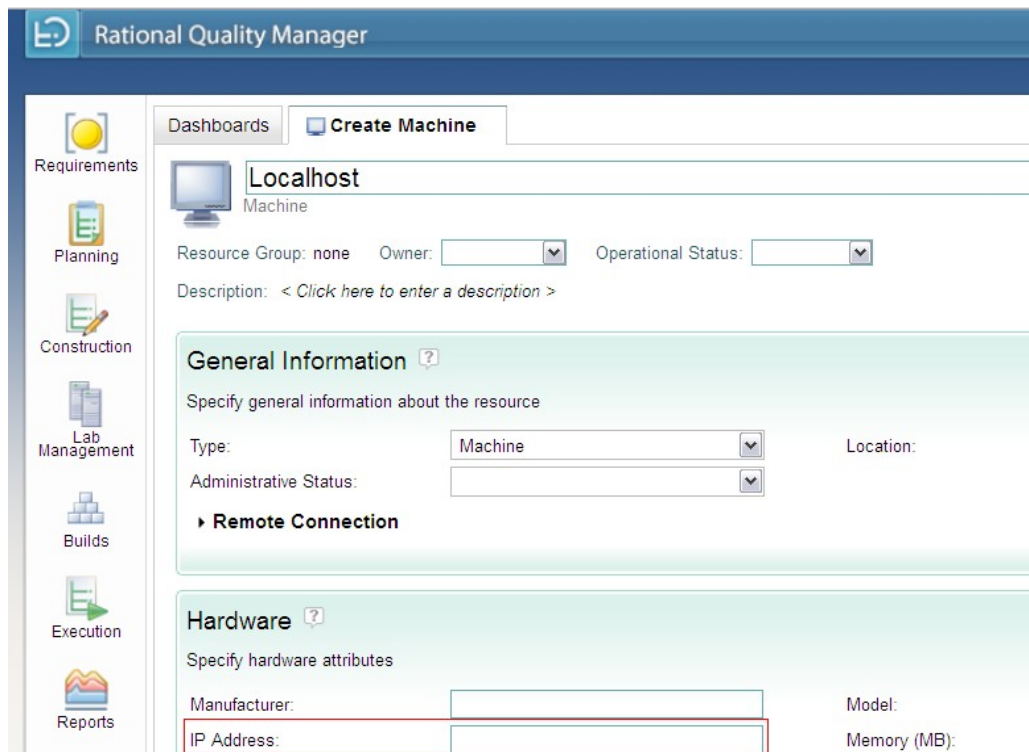 Rational Quality Manager
Requirements
Planning
Construction
Lab
Management
Builds
Execution
Reports
Dashboards
Create Machine
Localhost
Machine
Resource Group: none Owner: Operational Status:
Description: < Click here to enter a description >
General Information ?
Specify general information about the resource
Type: Machine Location:
Administrative Status:
Remote Connection
Hardware ?
Specify hardware attributes
Manufacturer: Model:
IP Address: Memory (MB):